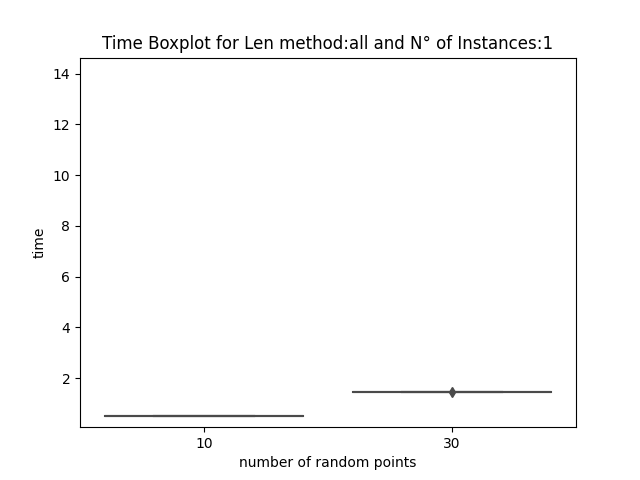 Time Boxplot for Len method:all and N° of Instances:1
14
12
10
8
6
4
2
time
10 30
number of random points